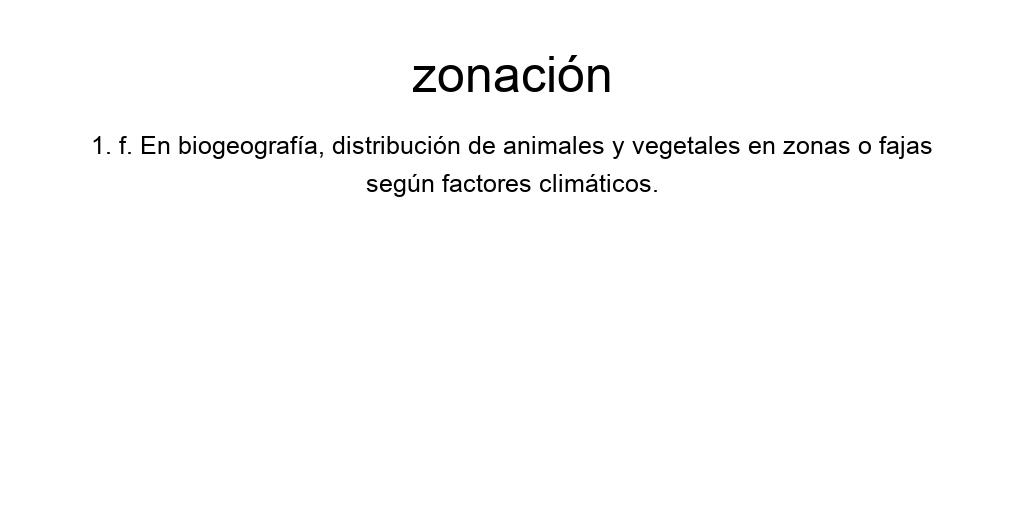 zonación
1. f. En biogeografía, distribución de animales y vegetales en zonas o fajas
según factores climáticos.